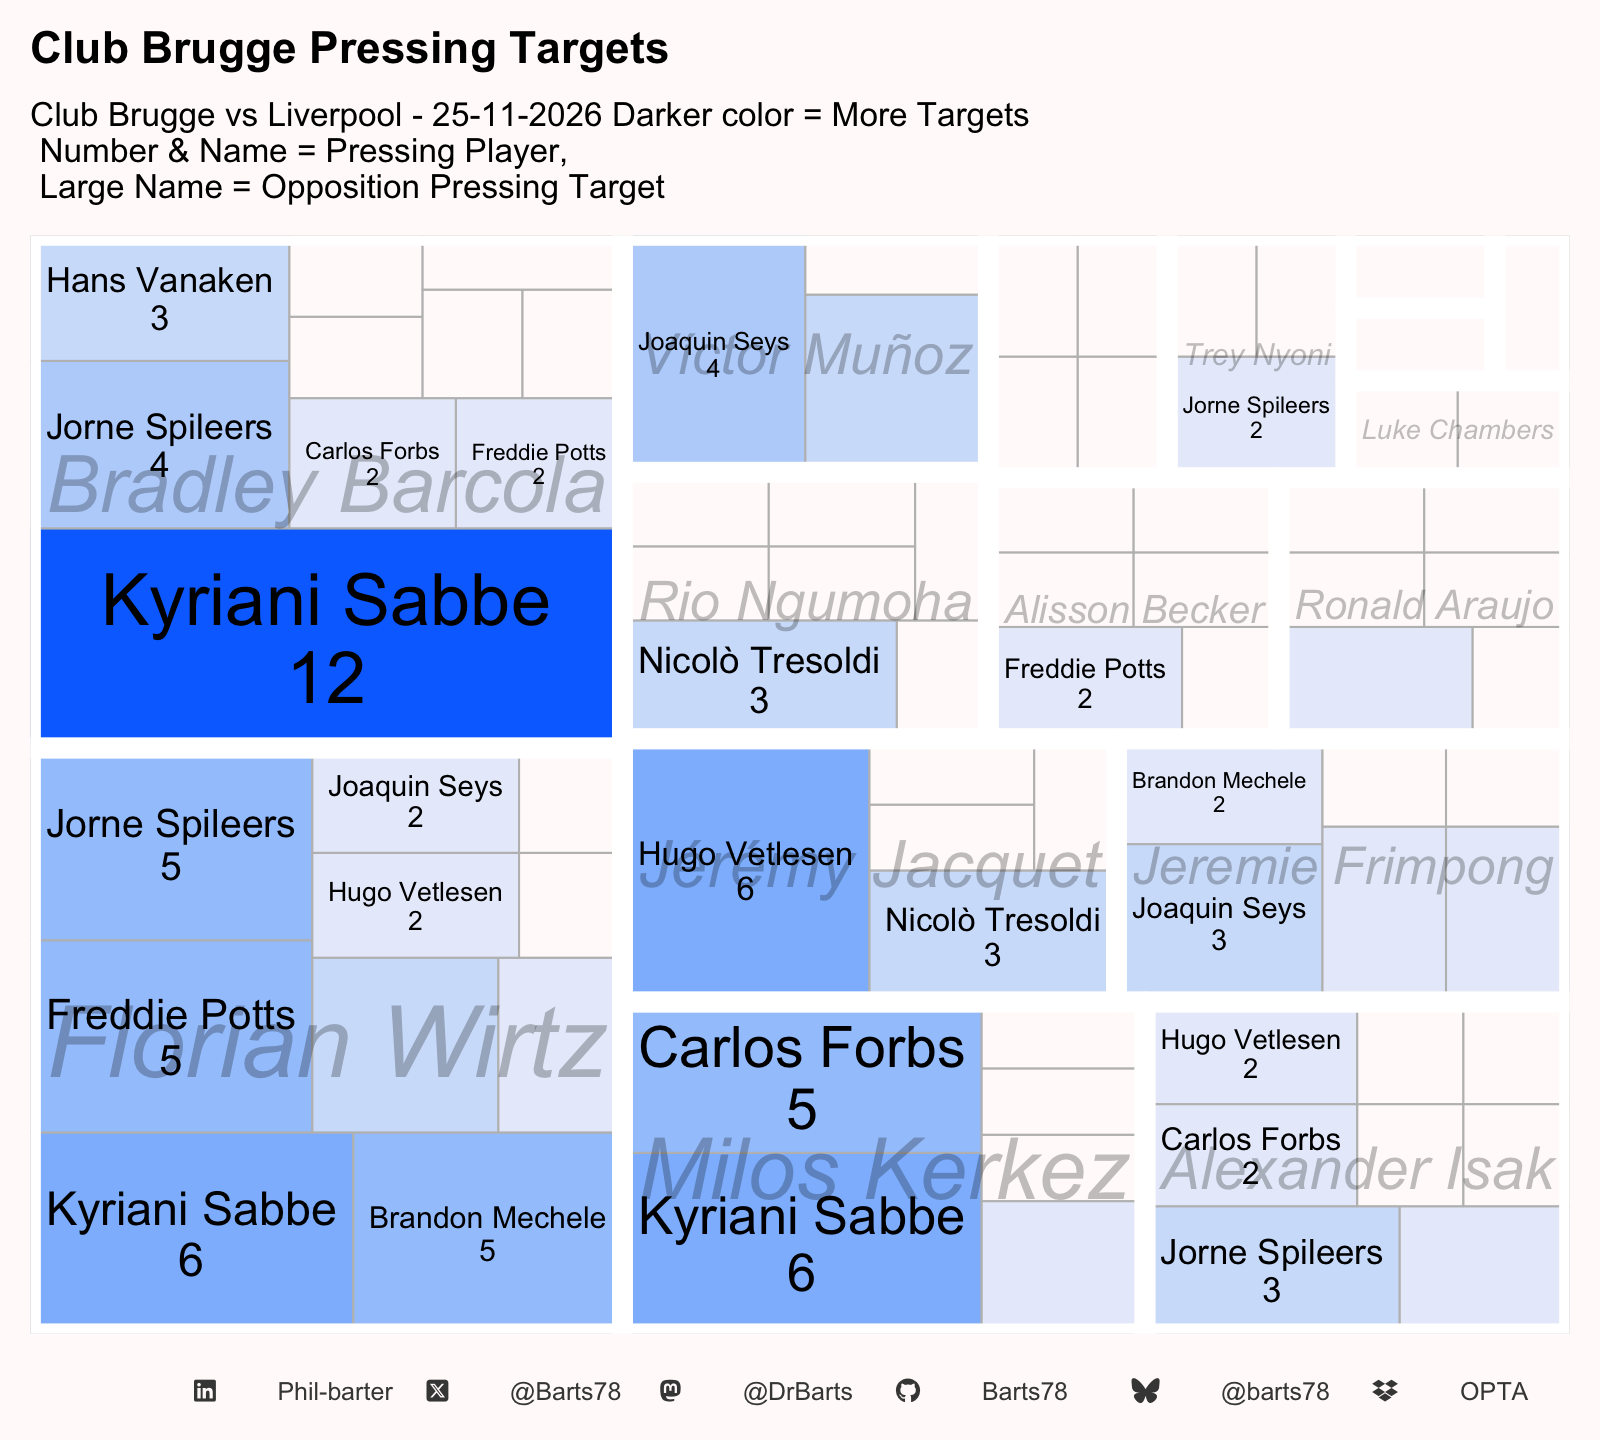 Club Brugge Pressing Targets
Club Brugge vs Liverpool - 25-11-2026 Darker color = More Targets
Number & Name = Pressing Player,
Large Name = Opposition Pressing Target
Hans Vanaken
3
Jorne Spileers
4
Carlos Forbs
2
Freddie Potts
2
Bradley Barcola
Kyriani Sabbe
12
Joaquin Seys
4
Víctor Muñoz
Trey Nyoni
Jorne Spileers
2
Luke Chambers
Rio Ngumoha
Nicolò Tresoldi
3
Alisson Becker
Freddie Potts
2
Ronald Araujo
Jorne Spileers
5
Joaquin Seys
2
Hugo Vetlesen
2
Freddie Potts
5
Florian Wirtz
Kyriani Sabbe
6
Brandon Mechele
5
Hugo Vetlesen
6
Jérémy Jacquet
Nicolò Tresoldi
3
Brandon Mechele
2
Jeremie Frimpong
Joaquin Seys
3
Carlos Forbs
5
Milos Kerkez
Kyriani Sabbe
6
Hugo Vetlesen
2
Carlos Forbs
2
Alexander Isak
Jorne Spileers
3
Phil-barter @Barts78 @DrBarts Barts78 @barts78 OPTA